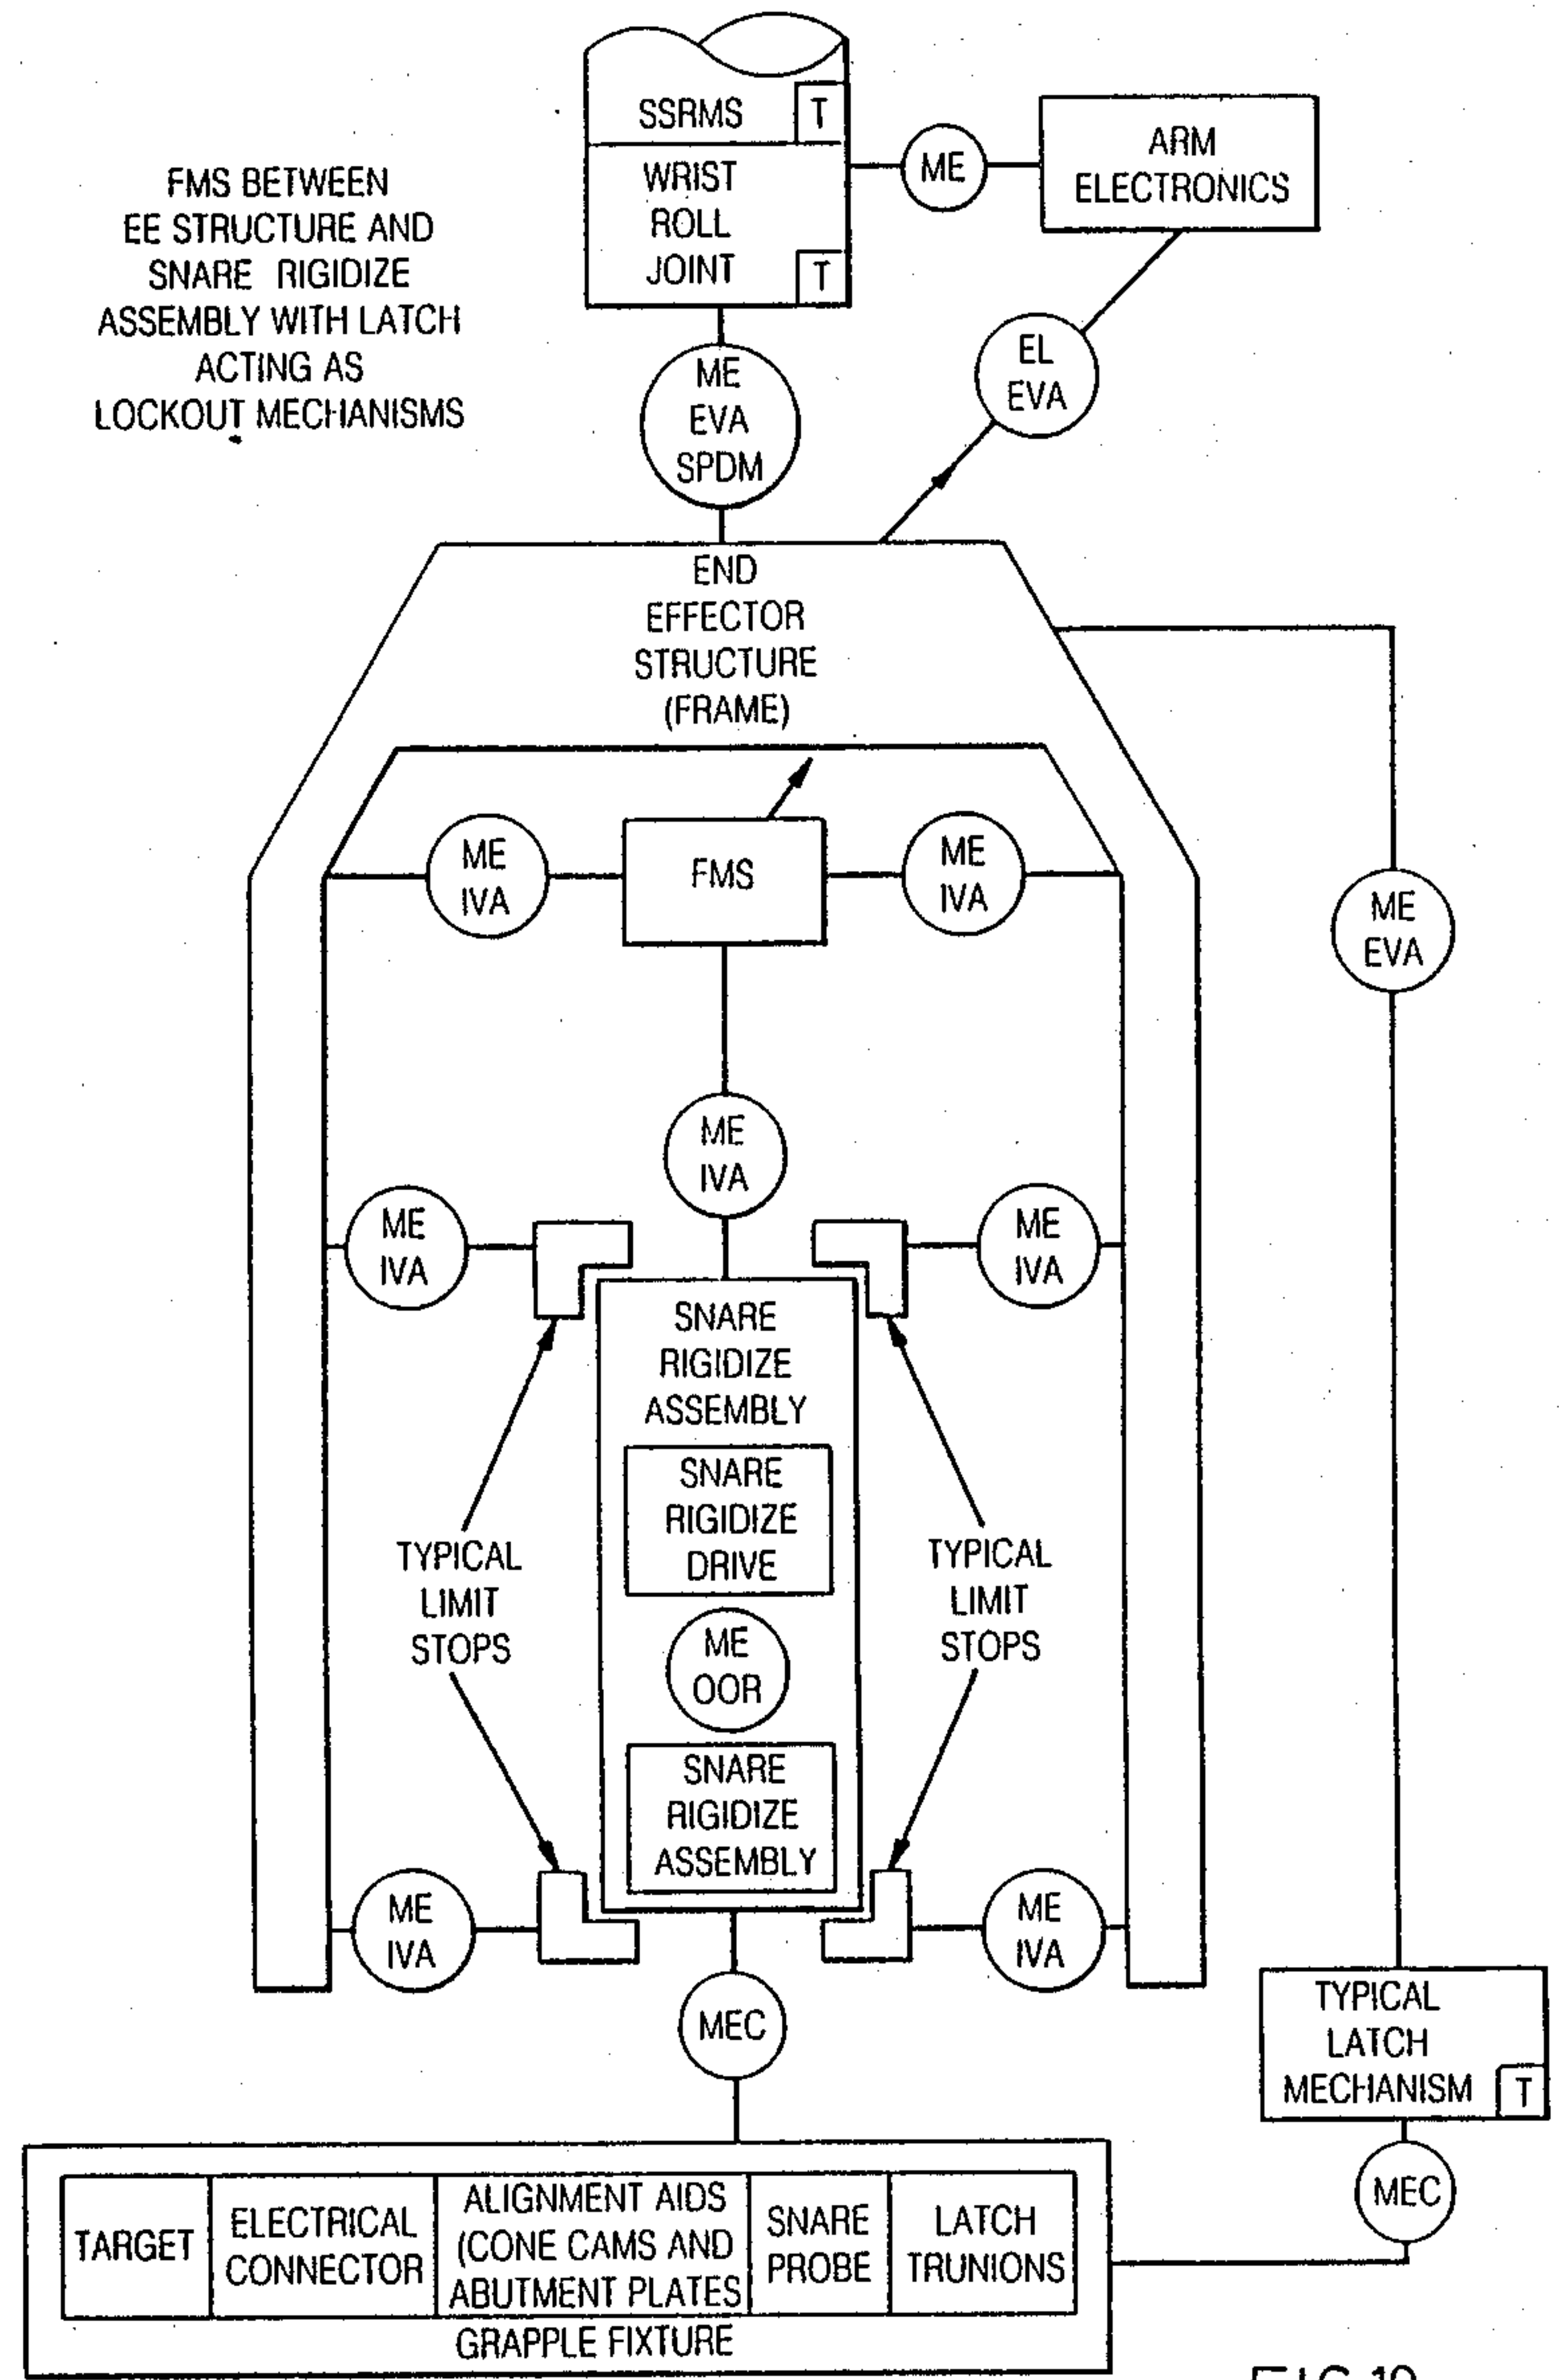 SSRMS
T
WRIST
ROLL
JOINT
T
ME
ARM
ELECTRONICS
FMS BETWEEN
EE STRUCTURE AND
SNARE RIGIDIZE
ASSEMBLY WITH LATCH
ACTING AS
LOCKOUT MECHANISMS
ME
EVA
SPDM
EL
EVA
END
EFFECTOR
STRUCTURE
(FRAME)
ME
IVA
FMS
ME
IVA
ME
EVA
ME
IVA
ME
IVA
ME
IVA
SNARE
RIGIDIZE
ASSEMBLY
SNARE
RIGIDIZE
DRIVE
TYPICAL
LIMIT
STOPS
TYPICAL
LIMIT
STOPS
ME
OOR
SNARE
RIGIDIZE
ASSEMBLY
ME
IVA
ME
IVA
MEC
TYPICAL
LATCH
MECHANISM
T
MEC
TARGET
ELECTRICAL
CONNECTOR
ALIGNMENT AIDS
(CONE CAMS AND
ABUTMENT PLATES
SNARE
PROBE
LATCH
TRUNIONS
GRAPPLE FIXTURE